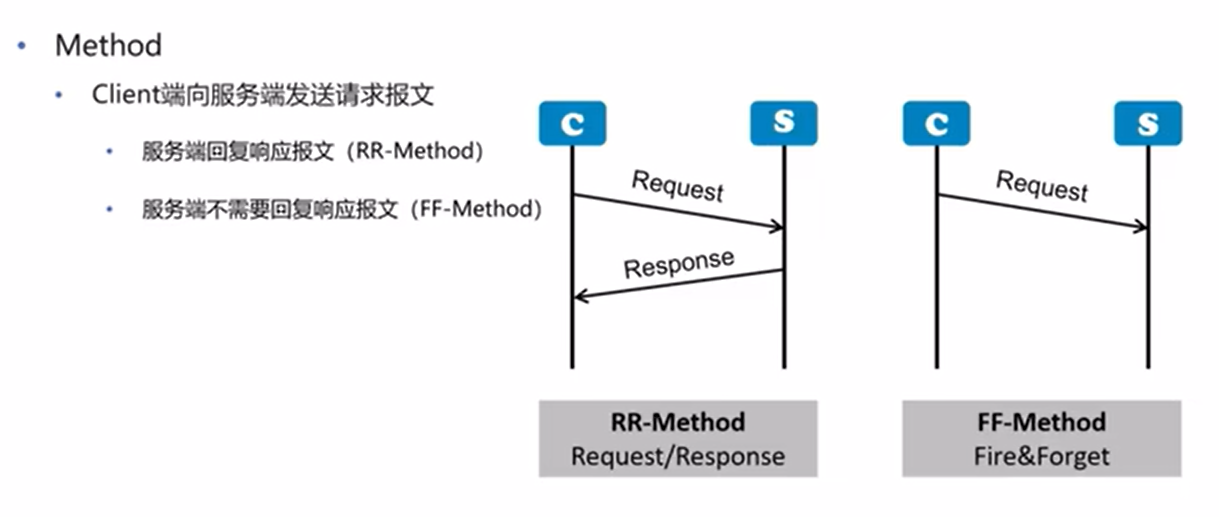 Method
Client端向服务端发送请求报文
服务端回复响应报文（RR-Method）
服务端不需要回复响应报文（FF-Method）
C
S
Request
Response
RR-Method
Request/Response
C
S
Request
FF-Method
Fire&Forget